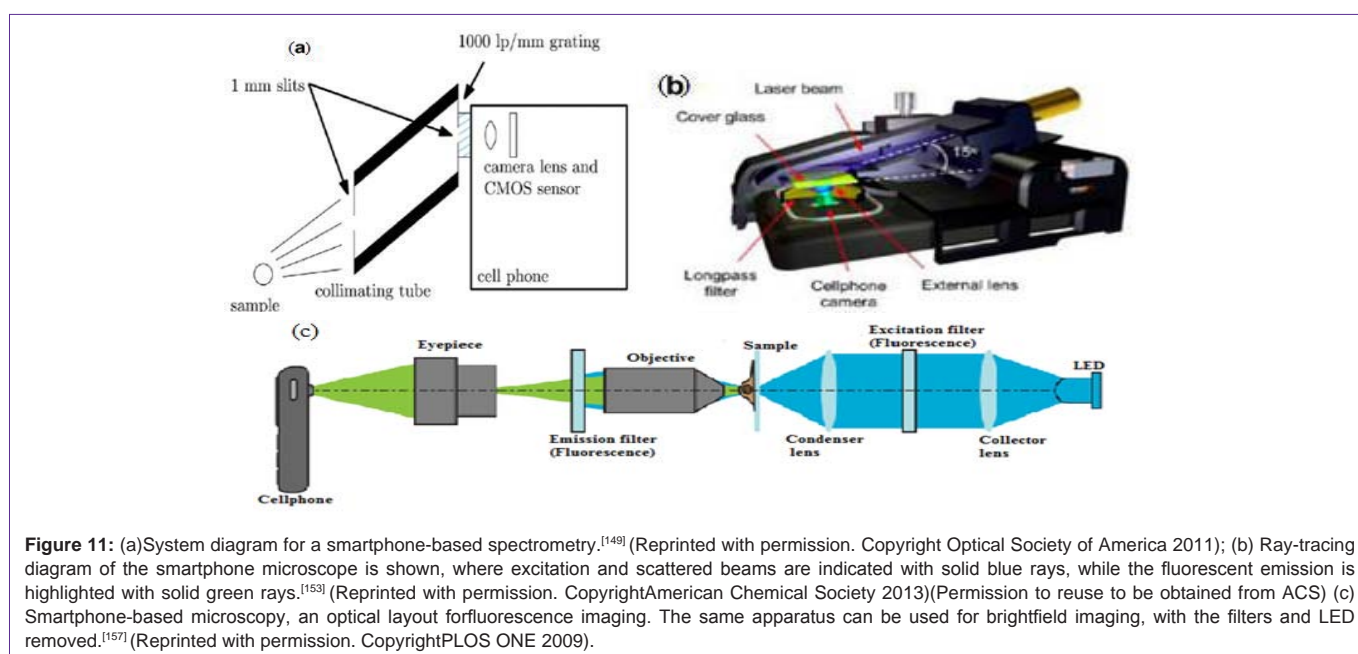 (a)
1000 lp/mm grating
1 mm slits
camera lens and
CMOS sensor
cell phone
collimating tube
sample
(b)
Laser beam
Cover glass
15°
Longpass
filter
Cellphone
camera
External lens
(c)
Eyepiece
Objective
Sample
Excitation filter
(Fluorescence)
LED
Emission filter
(Fluorescence)
Condenser
lens
Collector
lens
Cellphone
Figure 11: (a)System diagram for a smartphone-based spectrometry.[149] (Reprinted with permission. Copyright Optical Society of America 2011); (b) Ray-tracing
diagram of the smartphone microscope is shown, where excitation and scattered beams are indicated with solid blue rays, while the fluorescent emission is
highlighted with solid green rays.[153] (Reprinted with permission. CopyrightAmerican Chemical Society 2013)(Permission to reuse to be obtained from ACS) (c)
Smartphone-based microscopy, an optical layout forfluorescence imaging. The same apparatus can be used for brightfield imaging, with the filters and LED
removed.[157] (Reprinted with permission. CopyrightPLOS ONE 2009).